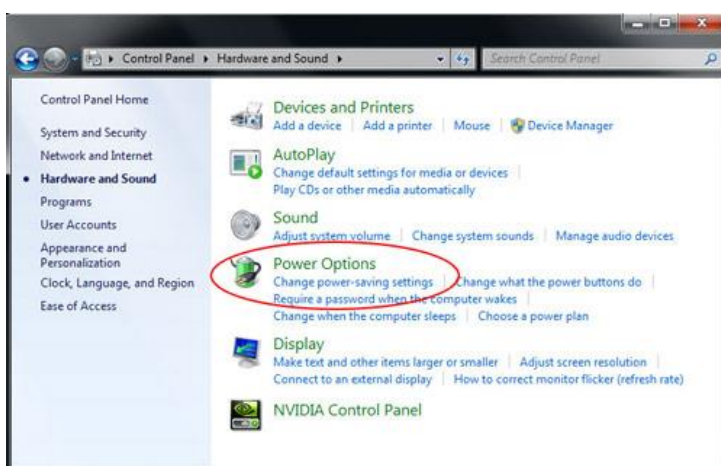 Control Panel ▸ Hardware and Sound ▸
Search Control Panel
Control Panel Home
System and Security
Network and Internet
• Hardware and Sound
Programs
User Accounts
Appearance and
Personalization
Clock, Language, and Region
Ease of Access
Devices and Printers
Add a device | Add a printer | Mouse | Device Manager
AutoPlay
Change default settings for media or devices |
Play CDs or other media automatically
Sound
Adjust system volume | Change system sounds | Manage audio devices
Power Options
Change power-saving settings | Change what the power buttons do |
Require a password when the computer wakes |
Change when the computer sleeps | Choose a power plan
Display
Make text and other items larger or smaller | Adjust screen resolution |
Connect to an external display | How to correct monitor flicker (refresh rate)
NVIDIA Control Panel